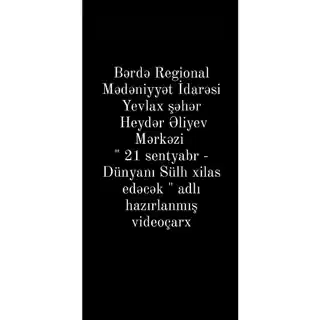 Bərdə Regional
Mədəniyyət İdarəsi
Yevlax şəhər
Heydər Əliyev
Mərkəzi
" 21 sentyabr -
Dünyanı Sülh xilas
edəcək " adlı
hazırlanmış
videoçarx